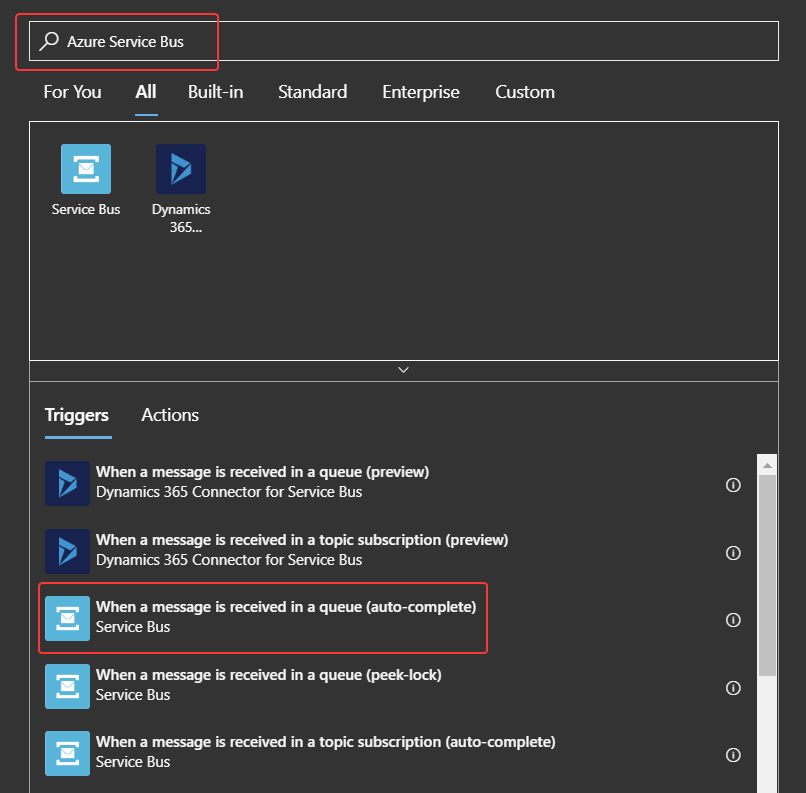 Azure Service Bus
For You All Built-in Standard Enterprise Custom
Service Bus Dynamics
365...
Triggers Actions
When a message is received in a queue (preview)
Dynamics 365 Connector for Service Bus
When a message is received in a topic subscription (preview)
Dynamics 365 Connector for Service Bus
When a message is received in a queue (auto-complete)
Service Bus
When a message is received in a queue (peek-lock)
Service Bus
When a message is received in a topic subscription (auto-complete)
Service Bus